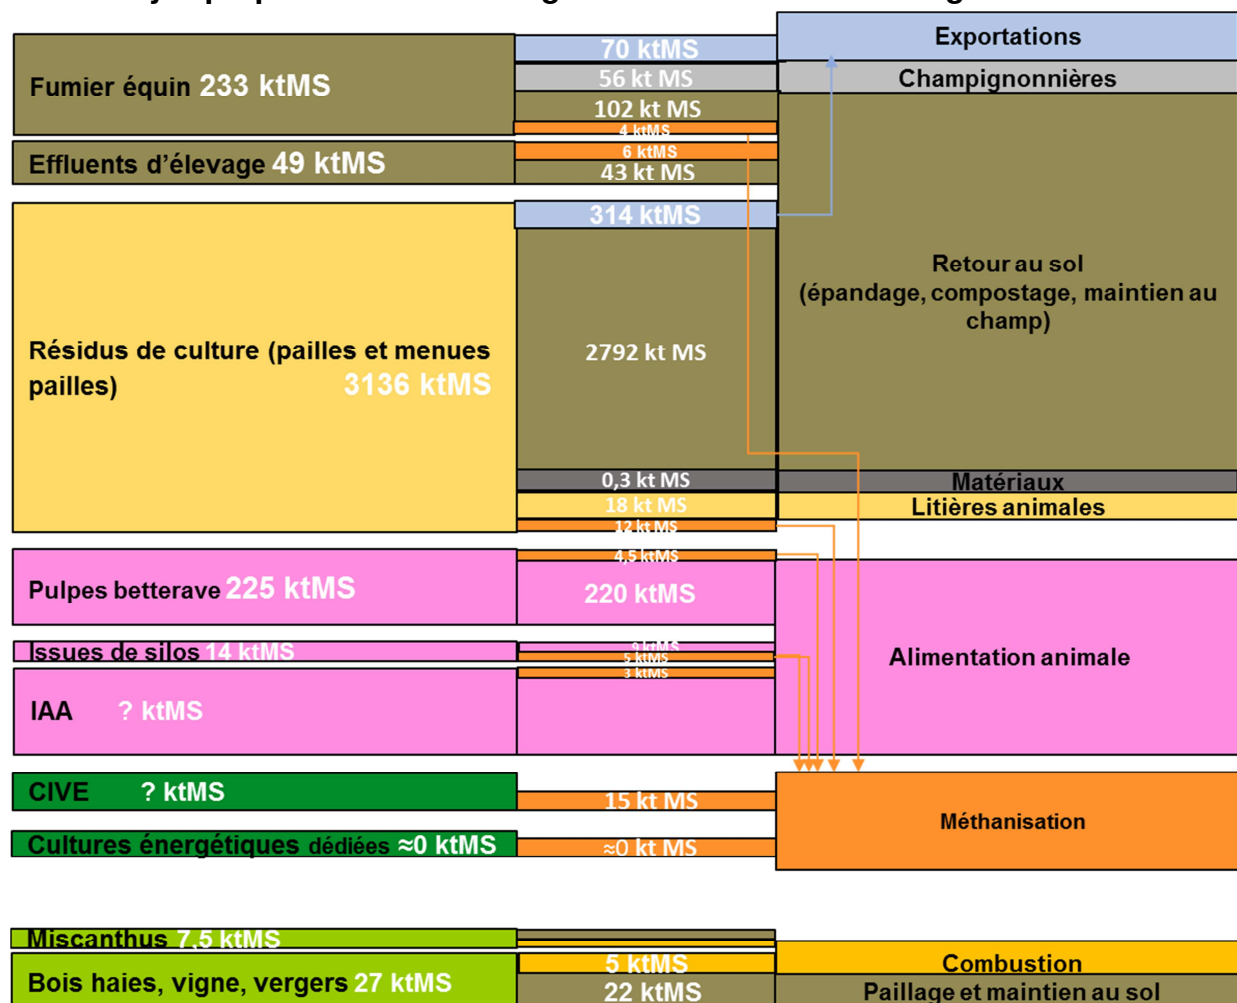 Exportations
70 ktMS
Fumier équin 233 ktMS
56 kt MS
Champignonnières
102 kt MS
4 ktMS
Effluents d'élevage 49 ktMS
6 ktMS
43 kt MS
314 ktMS
Retour au sol
(épandage, compostage, maintien au
champ)
Résidus de culture (pailles et menues
pailles) 3136 ktMS
2792 kt MS
0,3 kt MS
Matériaux
18 kt MS
Litières animales
12 kt MS
4,5 ktMS
Pulpes betterave 225 ktMS
220 ktMS
Issues de silos 14 ktMS
9 ktMS
5 ktMS
3 ktMS
Alimentation animale
IAA ? ktMS
CIVE ? ktMS
15 kt MS
Méthanisation
Cultures énergétiques dédiées ≈0 ktMS
≈0 kt MS
Miscanthus 7,5 ktMS
5 ktMS
Combustion
Bois haies, vigne, vergers 27 ktMS
22 ktMS
Paillage et maintien au sol